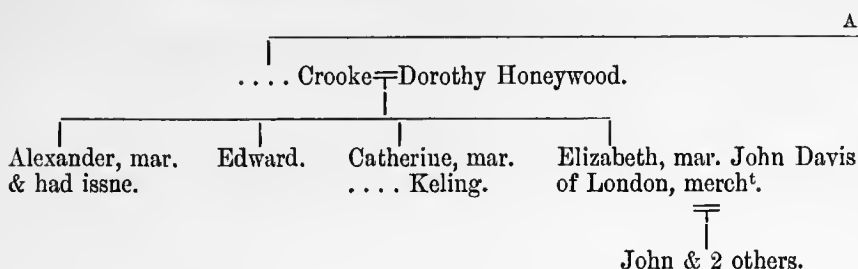 A
.... Crooke=Dorothy Honeywood.
Alexander, mar. & had issne.
Edward.
Catheriue, mar. .... Keling.
Elizabeth, mar. John Davis of London, mercht.
John & 2 others.